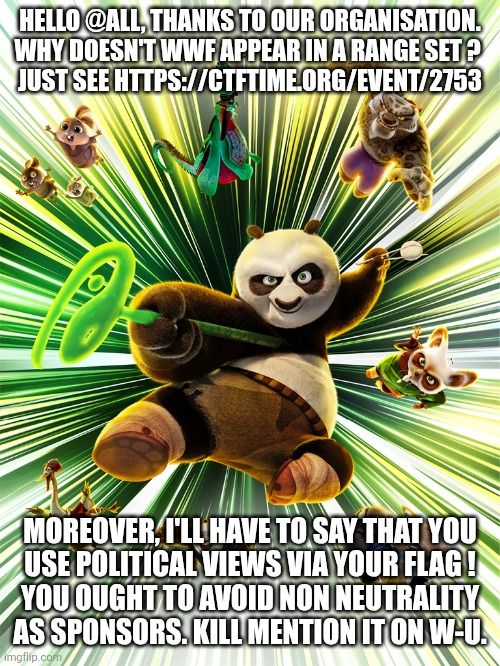 HELLO @ALL, THANKS TO OUR ORGANISATION.
WHY DOESN'T WWF APPEAR IN A RANGE SET ?
JUST SEE HTTPS://CTFTIME.ORG/EVENT/2753
MOREOVER, I'LL HAVE TO SAY THAT YOU
USE POLITICAL VIEWS VIA YOUR FLAG !
YOU OUGHT TO AVOID NON NEUTRALITY
AS SPONSORS. KILL MENTION IT ON W-U.
imgflip.com